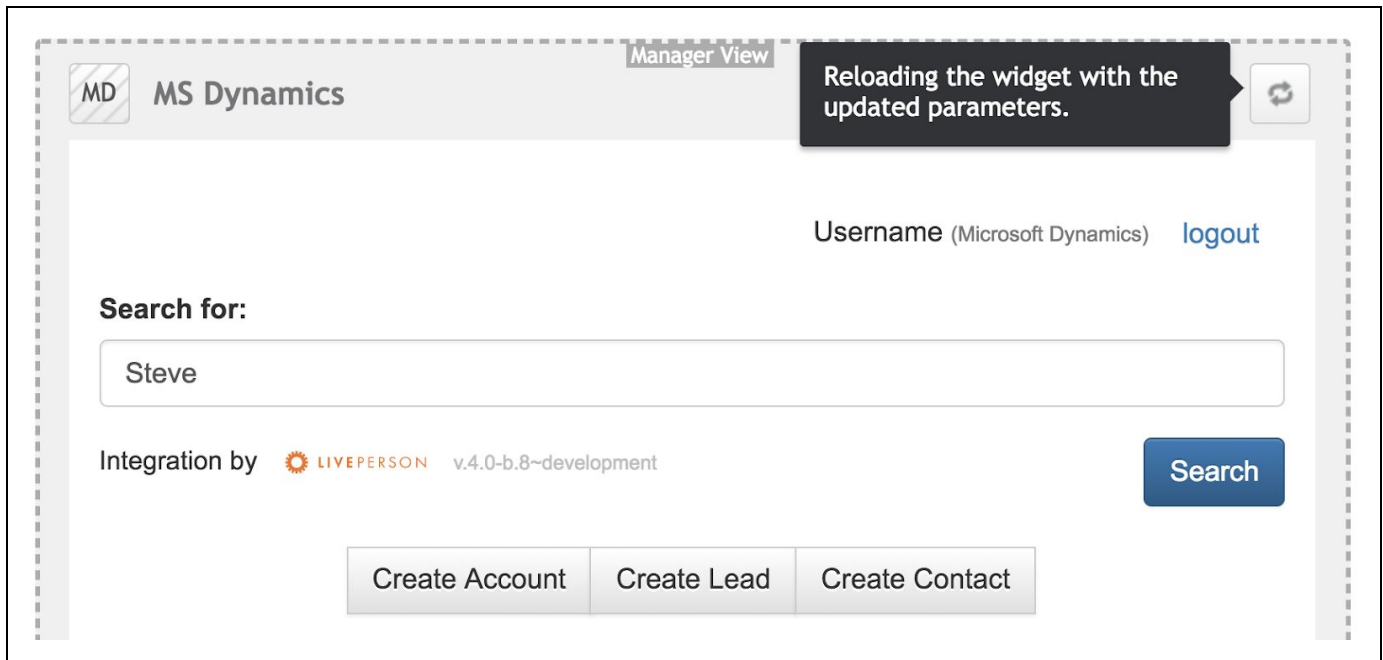 Manager View
MD MS Dynamics
Reloading the widget with the
updated parameters.
Username (Microsoft Dynamics) logout
Search for:
Steve
Integration by LIVEPERSON v.4.0-b.8~development
Search
Create Account Create Lead Create Contact